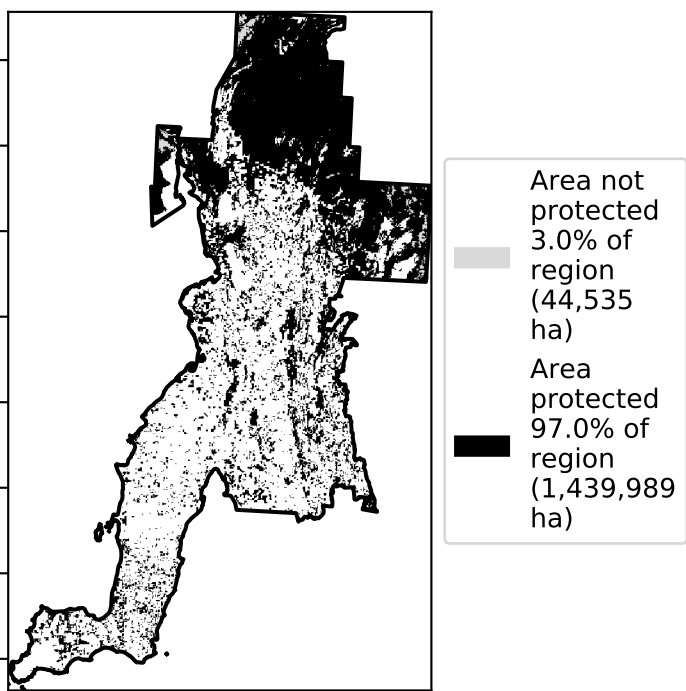 Area not
protected
3.0% of
region
(44,535
ha)
Area
protected
97.0% of
region
(1,439,989
ha)